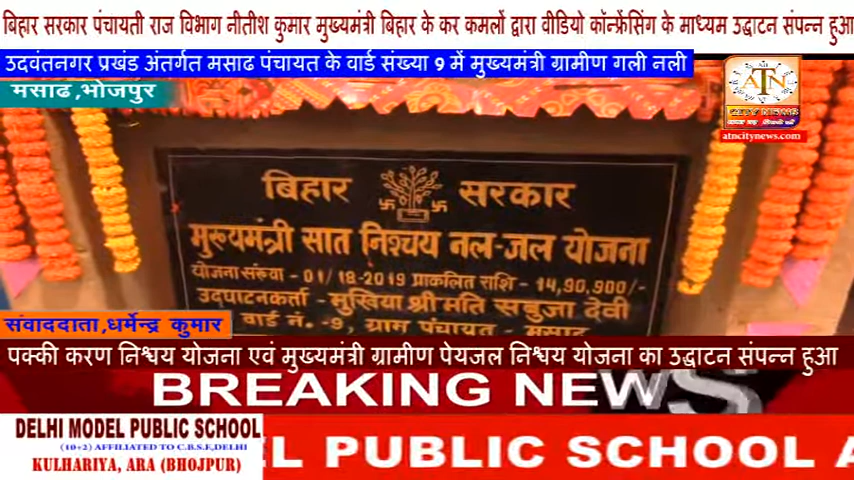 बिहार सरकार पंचायती राज विभाग नीतीश कुमार मुख्यमंत्री बिहार के कर कमलों द्वारा वीडियो कॉन्फ्रेंसिंग के माध्यम उद्घाटन संपन्न हुआ
उदवंतनगर प्रखंड अंतर्गत मसाढ पंचायत के वार्ड संख्या 9 में मुख्यमंत्री ग्रामीण गली नली
मसाढ,भोजपुर
ATN
CITY NEWS
atncitynews.com
बिहार सरकार
मुख्यमंत्री सात निश्चय नल-जल योजना
योजना संख्या - 01/18-2019 प्राकलित राशि - 14,90,900/-
उद्घाटनकर्ता - मुखिया श्री मति सबुजा देवी
वार्ड नं. -9, ग्राम पंचायत - मसाढ
संवाददाता,धर्मेन्द्र कुमार
पक्की करण निश्चय योजना एवं मुख्यमंत्री ग्रामीण पेयजल निश्चय योजना का उद्घाटन संपन्न हुआ
BREAKING NEWS
DELHI MODEL PUBLIC SCHOOL
(10+2) AFFILIATED TO C.B.S.E,DELHI
KULHARIYA, ARA (BHOJPUR)
EL PUBLIC SCHOOL A